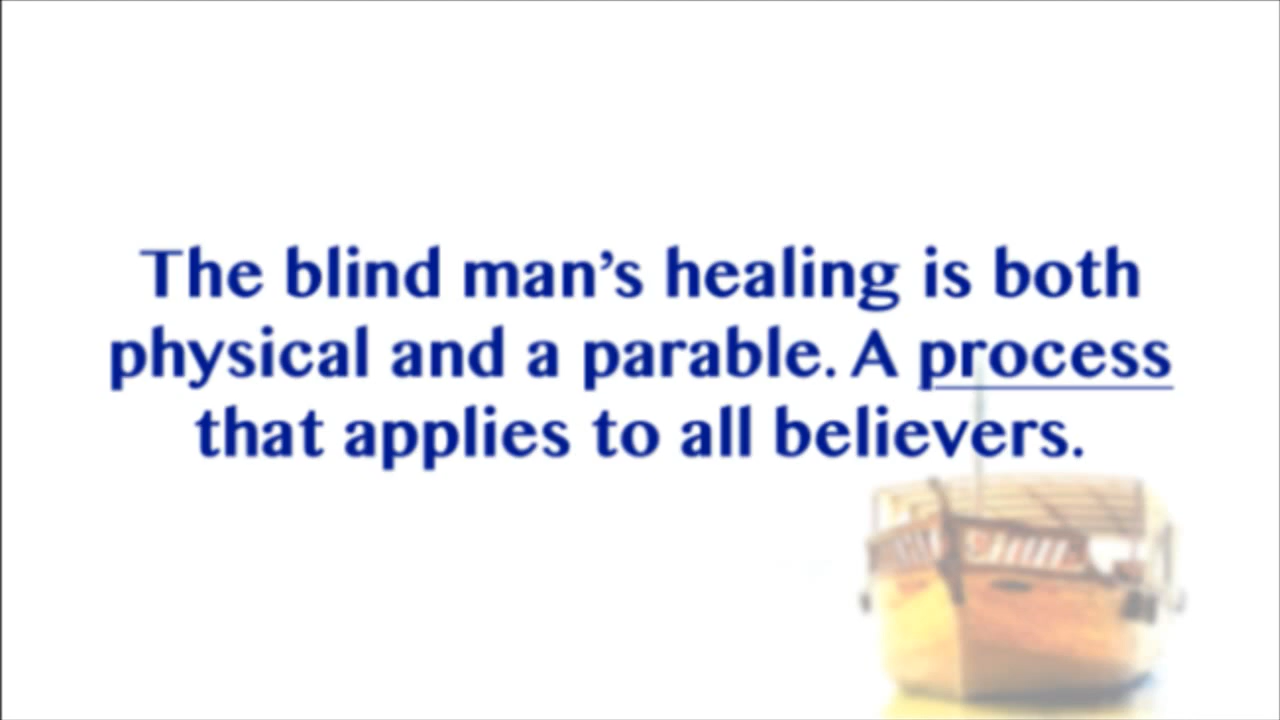 The blind man’s healing is both
physical and a parable. A process
that applies to all believers.